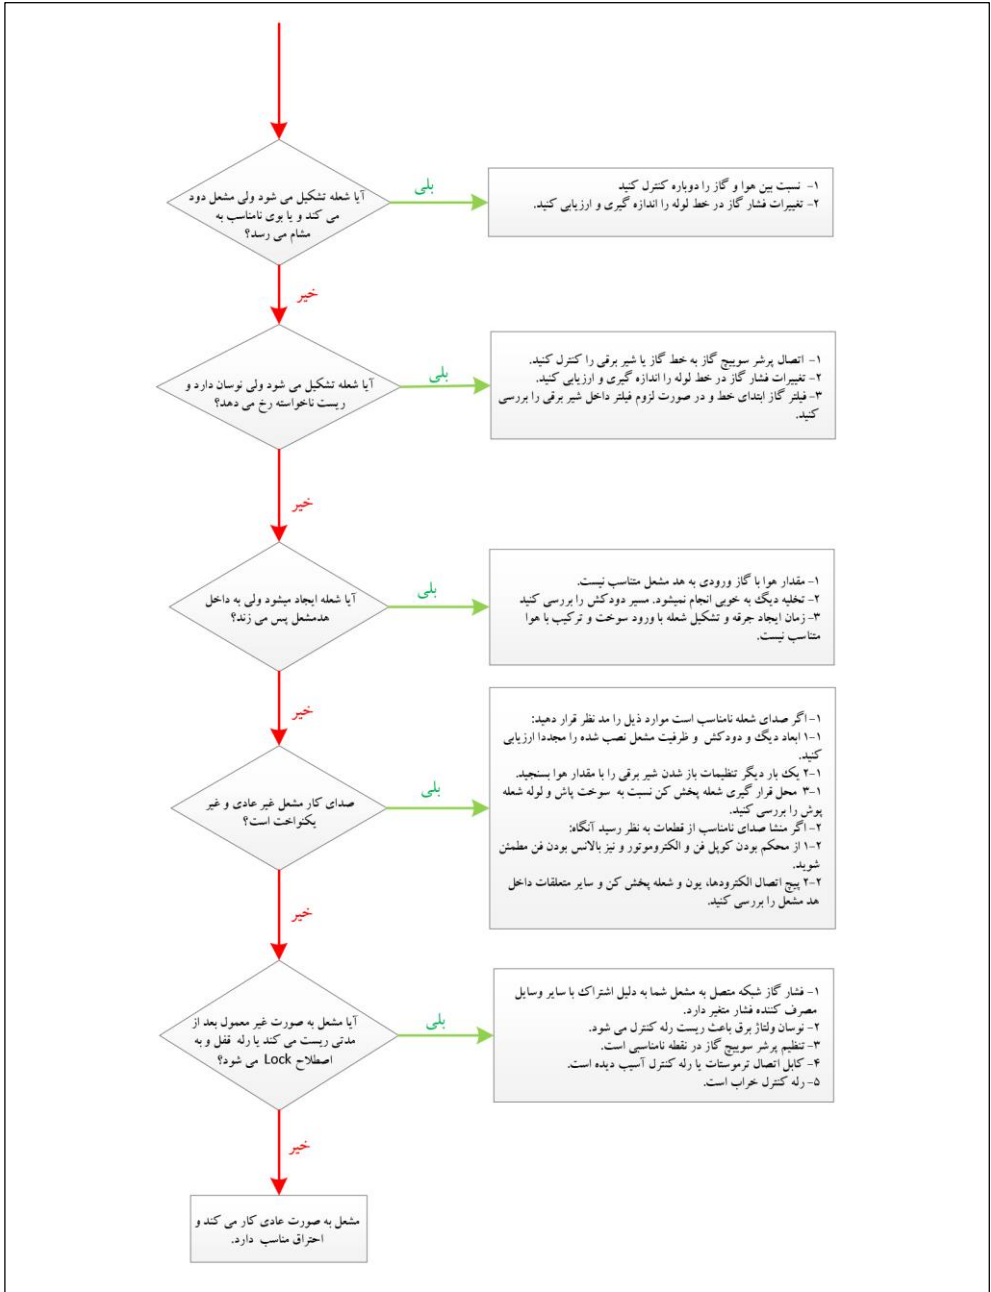 آیا شعله تشکیل می شود ولی مشعل دود
می کند و یا بوی نامناسب به
مشام می رسد؟
بلی
۱- نسبت بین هوا و گاز را دوباره کنترل کنید
۲- تغییرات فشار گاز در خط لوله را اندازه گیری و ارزیابی کنید.
خیر
آیا شعله تشکیل می شود ولی نوسان دارد و
ریست ناخواسته رخ می دهد؟
بلی
۱- اتصال پرشر سوییچ گاز به خط گاز یا شیر برقی را کنترل کنید.
۲- تغییرات فشار گاز در خط لوله را اندازه گیری و ارزیابی کنید.
۳- فیلتر گاز ابتدای خط و در صورت لزوم فیلتر داخل شیر برقی را بررسی
کنید.
خیر
آیا شعله ایجاد میشود ولی به داخل
هدمشعل پس می زند؟
بلی
۱- مقدار هوا با گاز ورودی به هد مشعل متناسب نیست.
۲- تخلیه دیگ به خوبی انجام نمیشود. مسیر دودکش را بررسی کنید
۳- زمان ایجاد جرقه و تشکیل شعله با ورود سوخت و ترکیب با هوا
متناسب نیست.
خیر
صدای کار مشعل غیر عادی و غیر
یکنواخت است؟
بلی
۱- اگر صدای شعله نامناسب است موارد ذیل را مد نظر قرار دهید:
۱-۱ ابعاد دیگ و دودکش و ظرفیت مشعل نصب شده را مجددا ارزیابی
کنید.
۲-۱ یک بار دیگر تنظیمات باز شدن شیر برقی را با مقدار هوا بسنجید.
۳-۱ محل قرار گیری شعله پخش کن نسبت به سوخت پاش و لوله شعله
پوش را بررسی کنید.
۲- اگر منشا صدای نامناسب از قطعات به نظر رسید آنگاه:
۱-۲ از محکم بودن کوپل فن و الکتروموتور و نیز بالانس بودن فن مطمئن
شوید.
۲-۲ پیچ اتصال الکترودها، یون و شعله پخش کن و سایر متعلقات داخل
هد مشعل را بررسی کنید.
خیر
آیا مشعل به صورت غیر معمول بعد از
مدتی ریست می کند یا رله قفل و به
اصطلاح Lock می شود؟
بلی
۱- فشار گاز شبکه متصل به مشعل شما به دلیل اشتراک با سایر وسایل
مصرف کننده فشار متغیر دارد.
۲- نوسان ولتاژ برق باعث ریست رله کنترل می شود.
۳- تنظیم پرشر سوییچ گاز در نقطه نامناسبی است.
۴- کابل اتصال ترموستات یا رله کنترل آسیب دیده است.
۵- رله کنترل خراب است.
خیر
مشعل به صورت عادی کار می کند و
احتراق مناسب دارد.